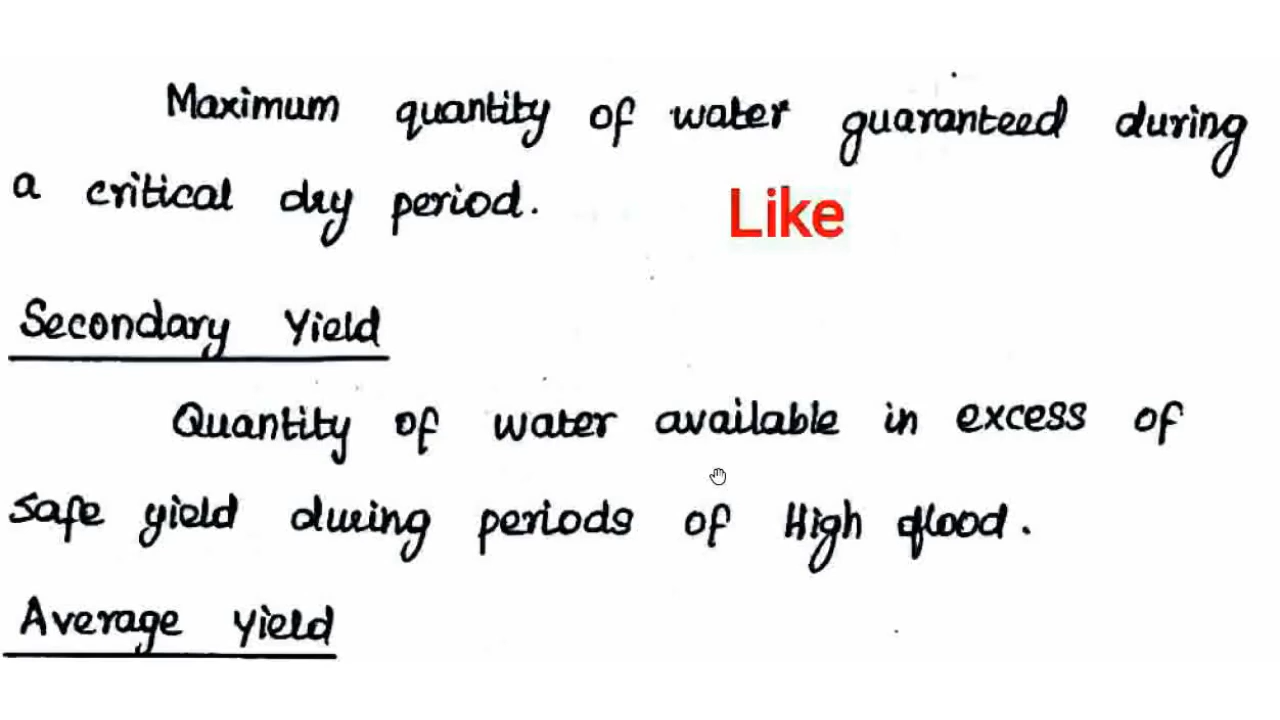 Maximum quantity of water guaranteed during
a critical dry period.
Like
Secondary Yield
Quantity of water available in excess of
safe yield during periods of High flood.
Average Yield